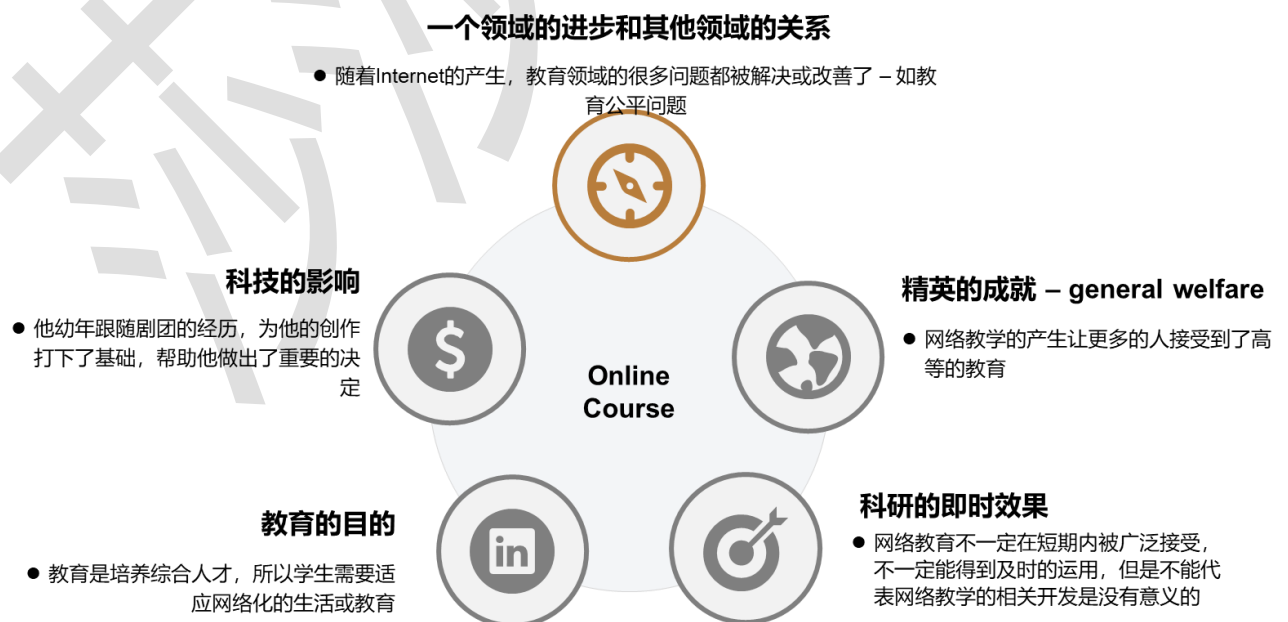 一个领域的进步和其他领域的关系
● 随着Internet的产生，教育领域的很多问题都被解决或改善了 – 如教
育公平问题
科技的影响
● 他幼年跟随剧团的经历，为他的创作
打下了基础，帮助他做出了重要的决
定
精英的成就 – general welfare
● 网络教学的产生让更多的人接受到了高
等的教育
Online
Course
教育的目的
● 教育是培养综合人才，所以学生需要适
应网络化的生活或教育
in
科研的即时效果
● 网络教育不一定在短期内被广泛接受，
不一定能得到及时的运用，但是不能代
表网络教学的相关开发是没有意义的
$